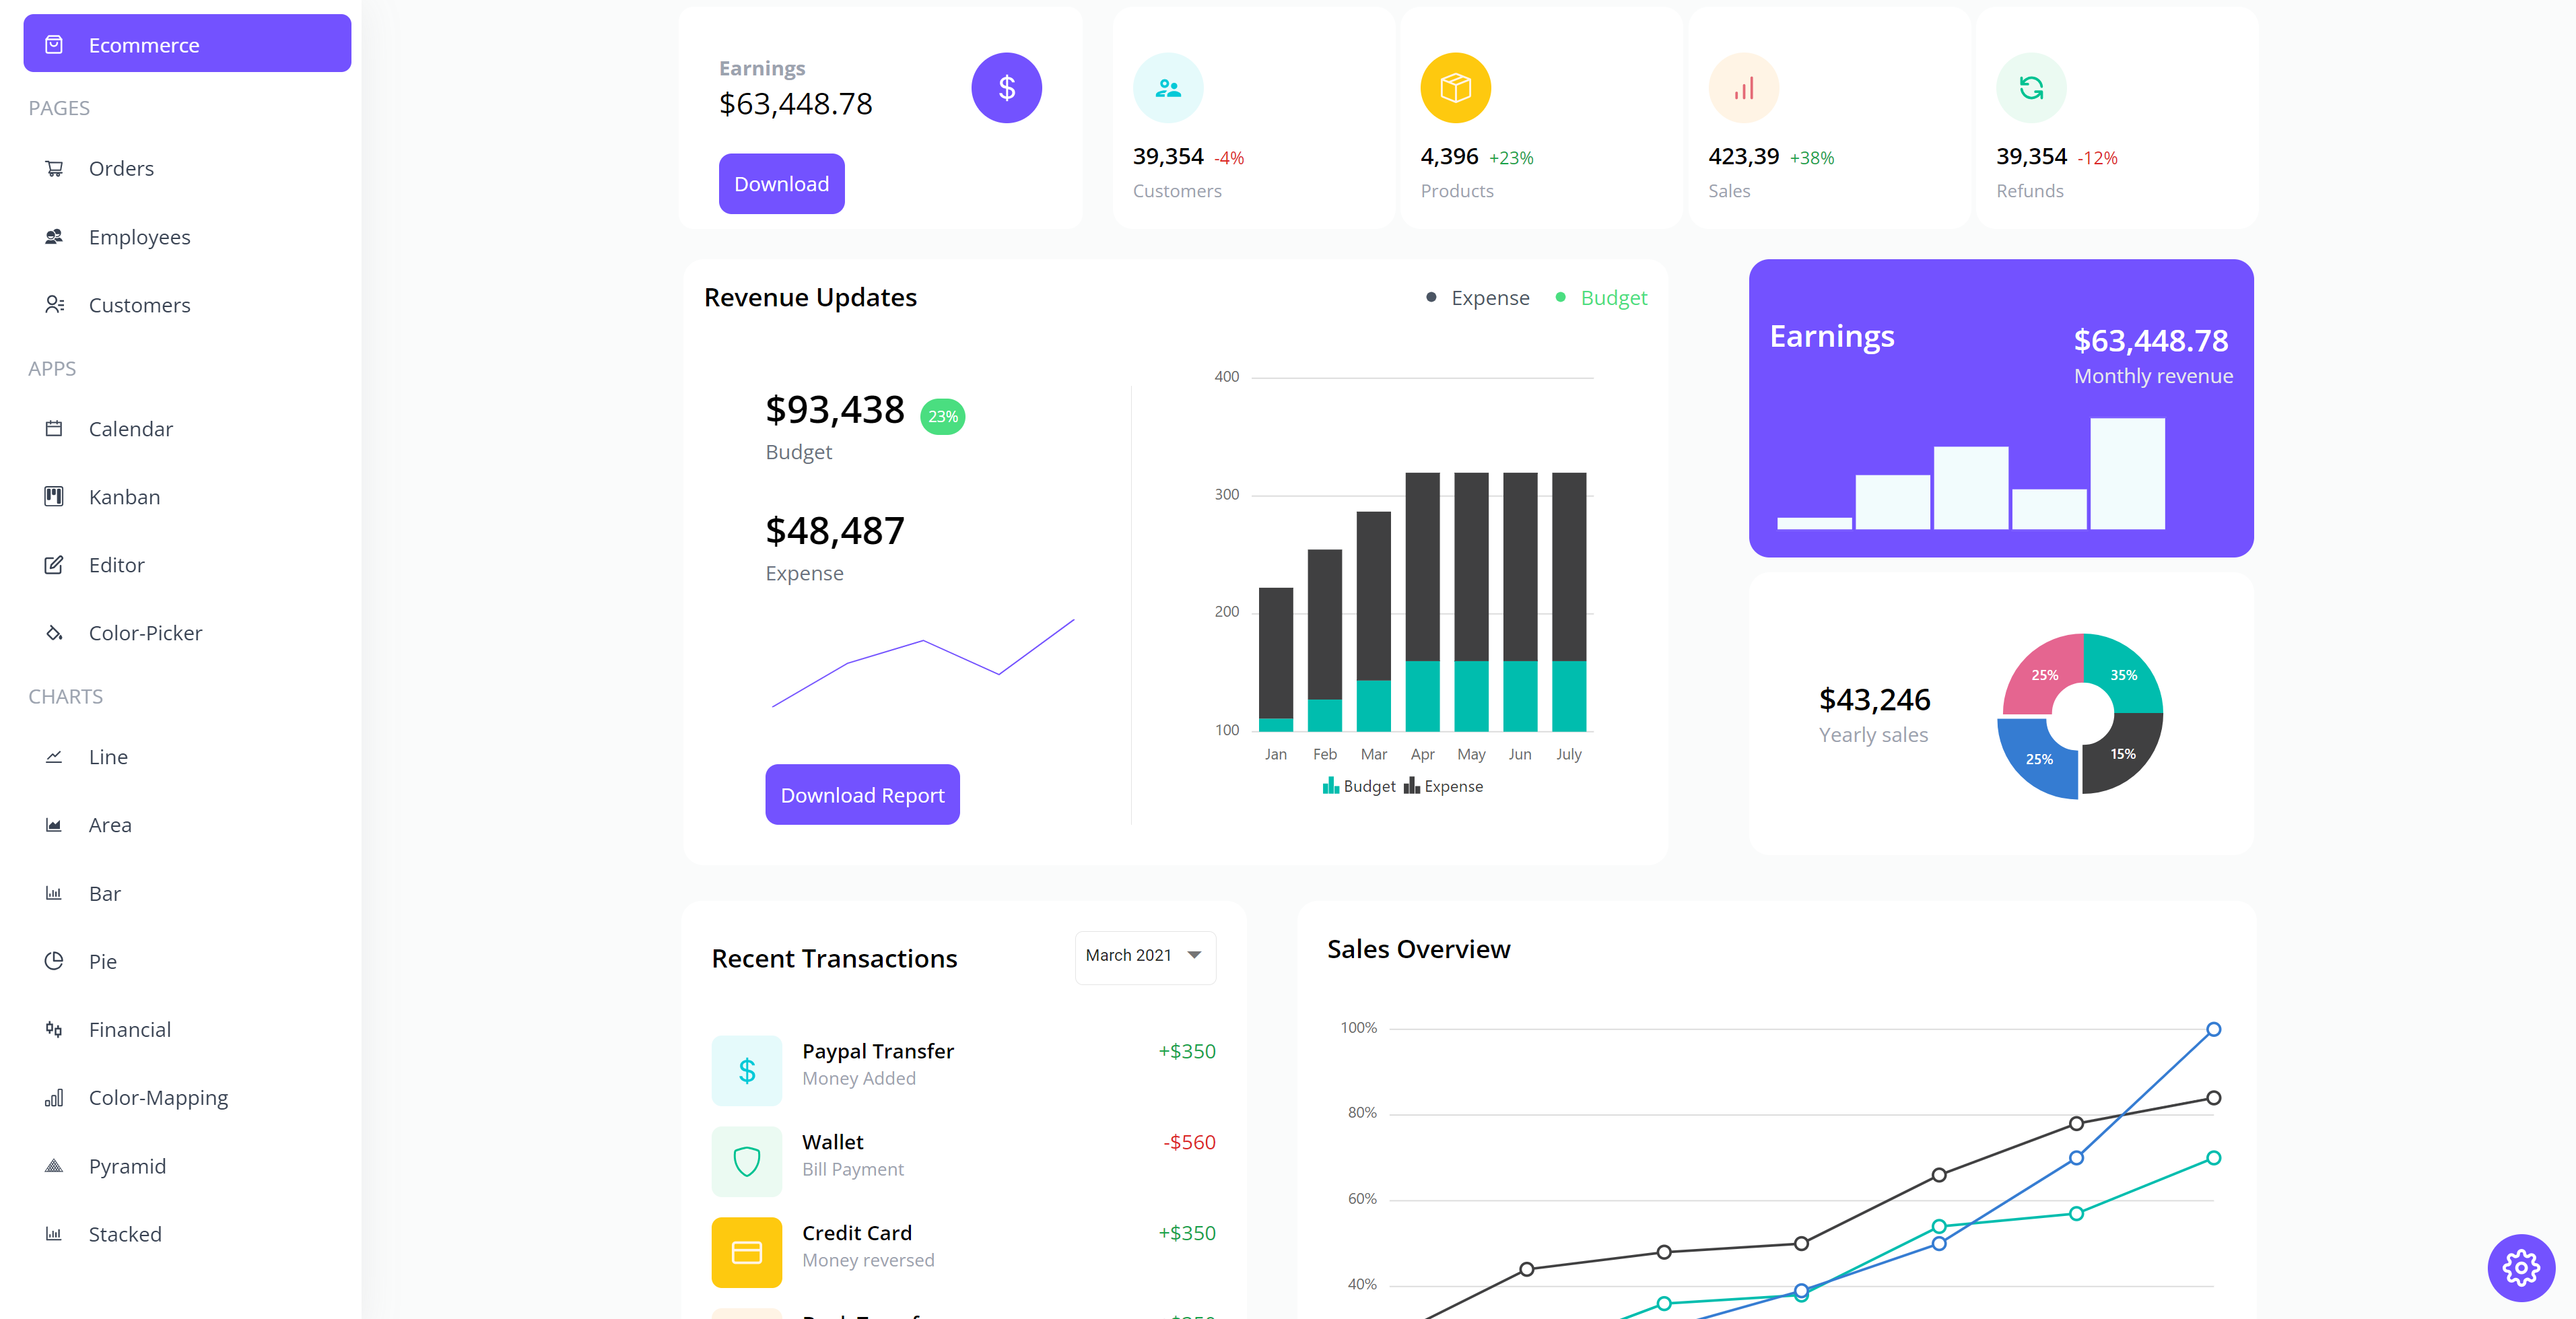 Ecommerce
PAGES
Orders
Employees
Customers
APPS
Calendar
Kanban
Editor
Color-Picker
CHARTS
Line
Area
Bar
Pie
Financial
Color-Mapping
Pyramid
Stacked
Earnings
$63,448.78
$
Download
39,354 -4%
Customers
4,396 +23%
Products
423,39 +38%
Sales
39,354 -12%
Refunds
Revenue Updates
Expense
Budget
$93,438 23%
Budget
$48,487
Expense
Download Report
400
300
200
100
Jan Feb Mar Apr May Jun July
Budget Expense
Earnings
$63,448.78
Monthly revenue
$43,246
Yearly sales
25%
35%
25%
15%
Recent Transactions
March 2021
$
Paypal Transfer
+$350
Money Added
Wallet
-$560
Bill Payment
Credit Card
+$350
Money reversed
Sales Overview
100%
80%
60%
40%